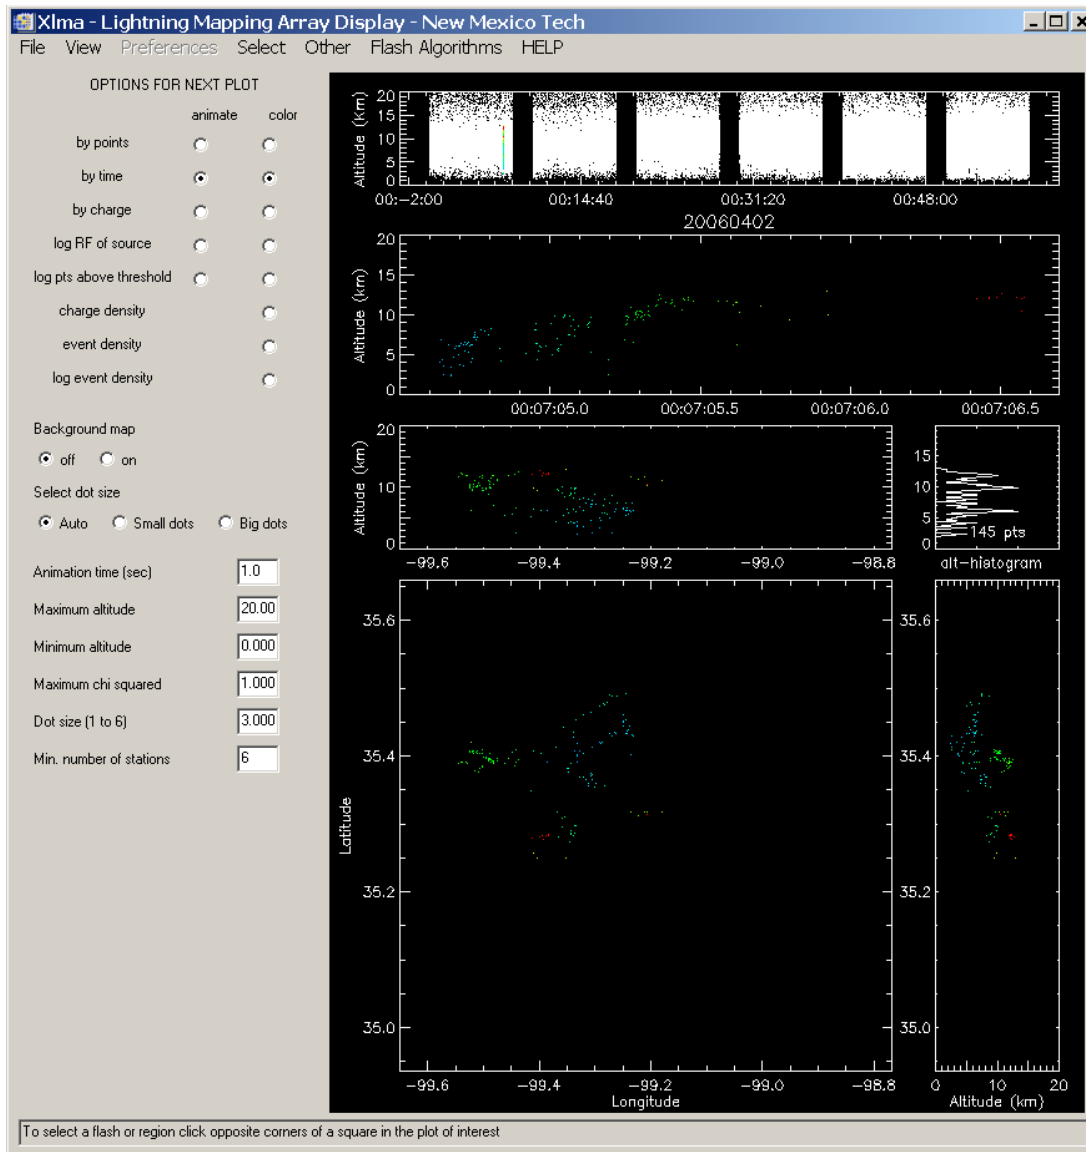 Xlma - Lightning Mapping Array Display - New Mexico Tech
File View Preferences Select Other Flash Algorithms HELP
OPTIONS FOR NEXT PLOT
animate color
by points
by time
by charge
log RF of source
log pts above threshold
charge density
event density
log event density
Background map
off on
Select dot size
Auto Small dots Big dots
Animation time (sec) 1.0
Maximum altitude 20.00
Minimum altitude 0.000
Maximum chi squared 1.000
Dot size (1 to 6) 3.000
Min. number of stations 6
Altitude (km)
20
15
10
5
0
00:-2:00 00:14:40 00:31:20 00:48:00
20060402
Altitude (km)
20
15
10
5
0
00:07:05.0 00:07:05.5 00:07:06.0 00:07:06.5
Altitude (km)
20
15
10
5
0
-99.6 -99.4 -99.2 -99.0 -98.8
15
10
5
0
145 pts
alt-histogram
Latitude
35.6
35.4
35.2
35.0
-99.6 -99.4 -99.2 -99.0 -98.8
Longitude
35.6
35.4
35.2
35.0
0 10 20
Altitude (km)
To select a flash or region click opposite corners of a square in the plot of interest